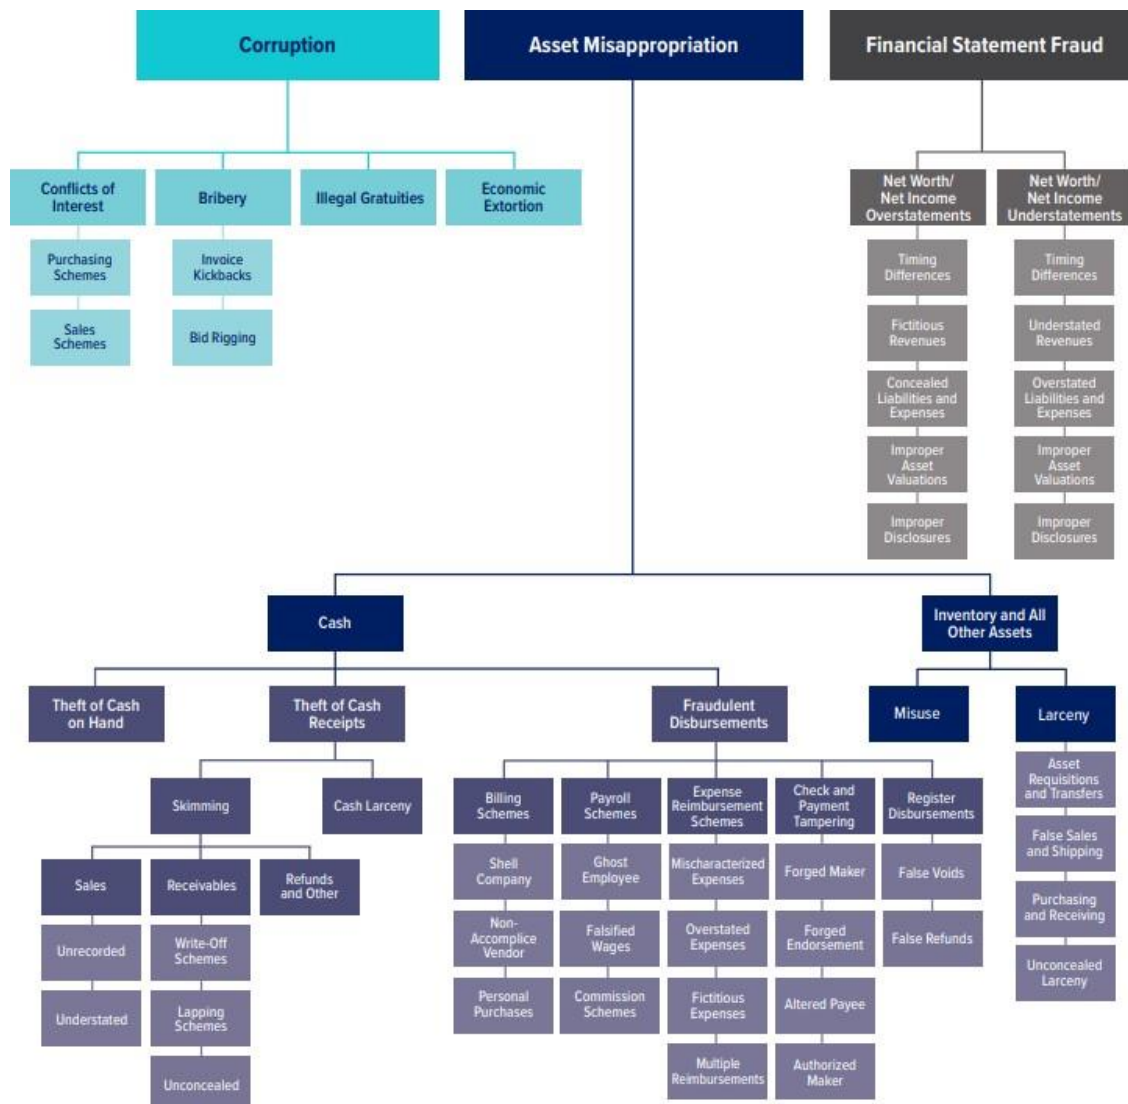 Corruption
Asset Misappropriation
Financial Statement Fraud
Conflicts of
Interest
Bribery
Illegal Gratuities
Economic
Extortion
Purchasing
Schemes
Sales
Schemes
Invoice
Kickbacks
Bid Rigging
Net Worth/
Net Income
Overstatements
Timing
Differences
Fictitious
Revenues
Concealed
Liabilities and
Expenses
Improper
Asset
Valuations
Improper
Disclosures
Net Worth/
Net Income
Understatements
Timing
Differences
Understated
Revenues
Overstated
Liabilities and
Expenses
Improper
Asset
Valuations
Improper
Disclosures
Cash
Inventory and All
Other Assets
Theft of Cash
on Hand
Theft of Cash
Receipts
Fraudulent
Disbursements
Misuse
Larceny
Skimming
Cash Larceny
Sales
Unrecorded
Understated
Receivables
Write-Off
Schemes
Lapping
Schemes
Unconcealed
Refunds
and Other
Billing
Schemes
Shell
Company
Non-
Accomplice
Vendor
Personal
Purchases
Payroll
Schemes
Ghost
Employee
Falsified
Wages
Commission
Schemes
Expense
Reimbursement
Schemes
Mischaracterized
Expenses
Overstated
Expenses
Fictitious
Expenses
Multiple
Reimbursements
Check and
Payment
Tampering
Forged Maker
Forged
Endorsement
Altered Payee
Authorized
Maker
Register
Disbursements
False Voids
False Refunds
Asset
Requisitions
and Transfers
False Sales
and Shipping
Purchasing
and Receiving
Unconcealed
Larceny